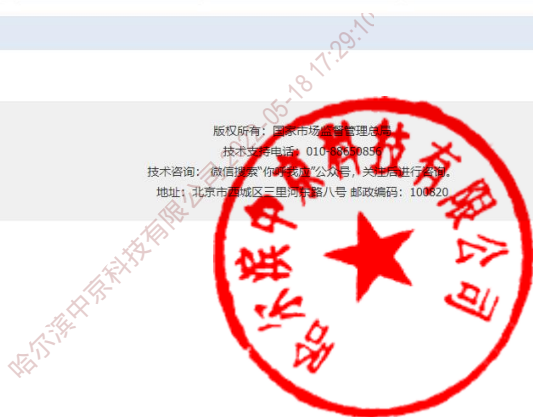 版权所有：国家市场监督管理总局
技术支持电话：010-88650856
技术咨询：微信搜索“你呼我应”公众号，关注后进行咨询。
地址：北京市西城区三里河东路八号 邮政编码：100820
哈尔滨中京科技有限公司
哈尔滨中京科技有限公司 2022-05-18 17:29:10